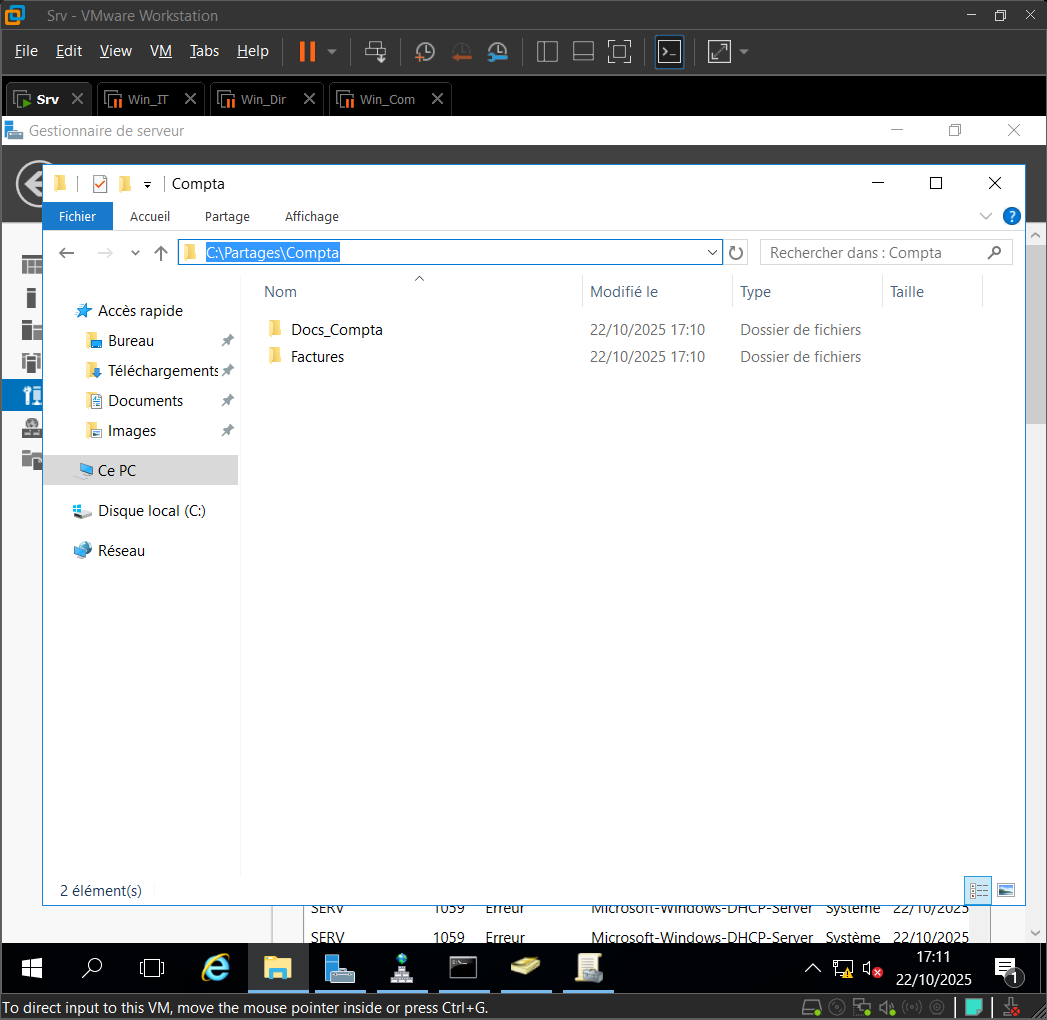 Srv - VMware Workstation
File Edit View VM Tabs Help
Srv Win_IT Win_Dir Win_Com
Gestionnaire de serveur
Compta
Fichier Accueil Partage Affichage
C:\Partages\Compta Rechercher dans : Compta
Nom Modifié le Type Taille
Accès rapide
Docs_Compta 22/10/2025 17:10 Dossier de fichiers
Bureau
Factures 22/10/2025 17:10 Dossier de fichiers
Téléchargements
Documents
Images
Ce PC
Disque local (C:)
Réseau
2 élément(s)
SERV 1059 Erreur Microsoft-Windows-DHCP-Server Système 22/10/2025
SERV 1059 Erreur Microsoft-Windows-DHCP-Server Système 22/10/2025
17:11
22/10/2025
1
To direct input to this VM, move the mouse pointer inside or press Ctrl+G.